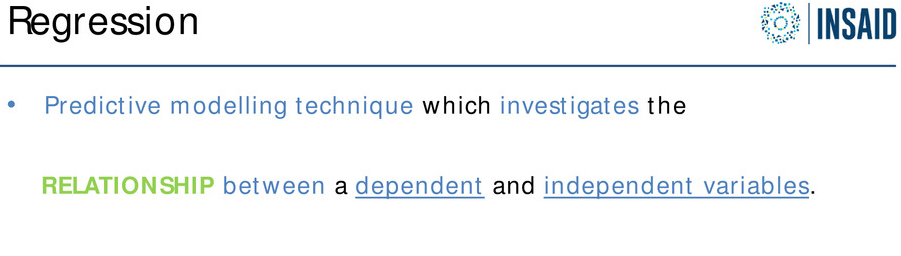 Regression
INSAID
• Predictive modelling technique which investigates the
RELATIONSHIP between a dependent and independent variables.